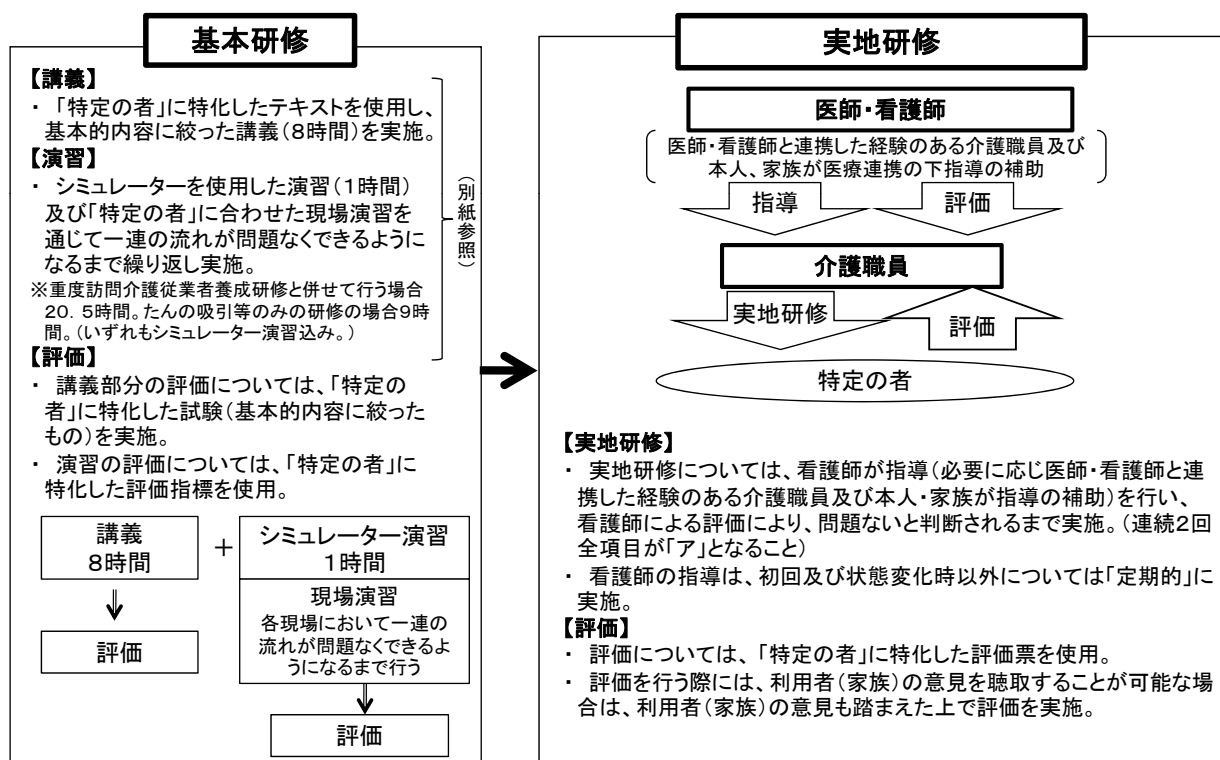 基本研修
【講義】
・ 「特定の者」に特化したテキストを使用し、
基本的内容に絞った講義(8時間)を実施。
【演習】
・ シミュレーターを使用した演習(1時間)
及び「特定の者」に合わせた現場演習を
通じて一連の流れが問題なくできるように
なるまで繰り返し実施。
※重度訪問介護従業者養成研修と併せて行う場合
20.5時間。たんの吸引等のみの研修の場合9時
間。(いずれもシミュレーター演習込み。)
(別紙参照)
【評価】
・ 講義部分の評価については、「特定の
者」に特化した試験(基本的内容に絞った
もの)を実施。
・ 演習の評価については、「特定の者」に
特化した評価指標を使用。
講義
8時間
+
シミュレーター演習
1時間
現場演習
各現場において一連の
流れが問題なくできるよ
うになるまで行う
評価
評価
実地研修
医師・看護師
医師・看護師と連携した経験のある介護職員及び
本人、家族が医療連携の下指導の補助
指導
評価
介護職員
実地研修
評価
特定の者
【実地研修】
・ 実地研修については、看護師が指導(必要に応じ医師・看護師と連
携した経験のある介護職員及び本人・家族が指導の補助)を行い、
看護師による評価により、問題ないと判断されるまで実施。(連続2回
全項目が「ア」となること)
・ 看護師の指導は、初回及び状態変化時以外については「定期的」に
実施。
【評価】
・ 評価については、「特定の者」に特化した評価票を使用。
・ 評価を行う際には、利用者(家族)の意見を聴取することが可能な場
合は、利用者(家族)の意見も踏まえた上で評価を実施。